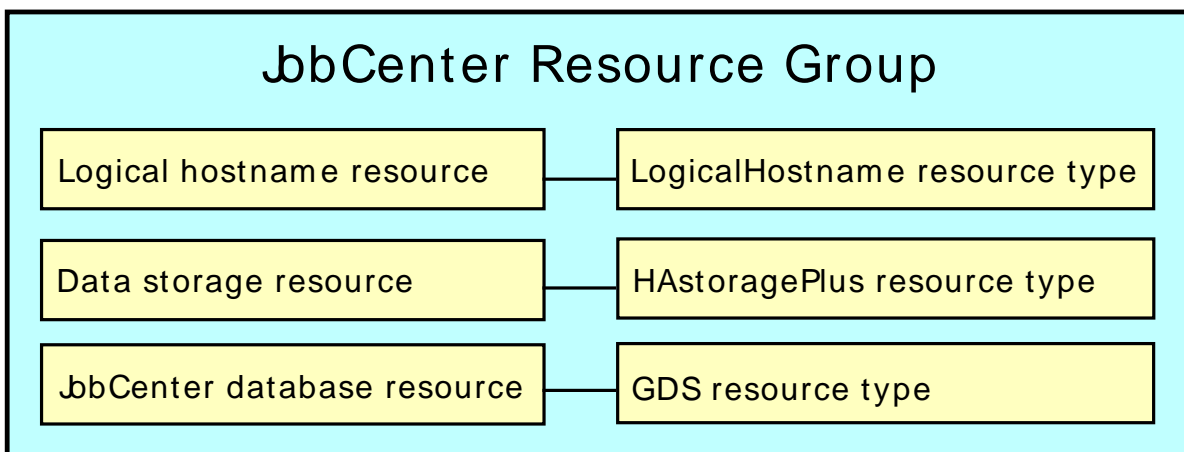 JobCenter Resource Group
Logical hostname resource
LogicalHostname resource type
Data storage resource
HAstoragePlus resource type
JobCenter database resource
GDS resource type